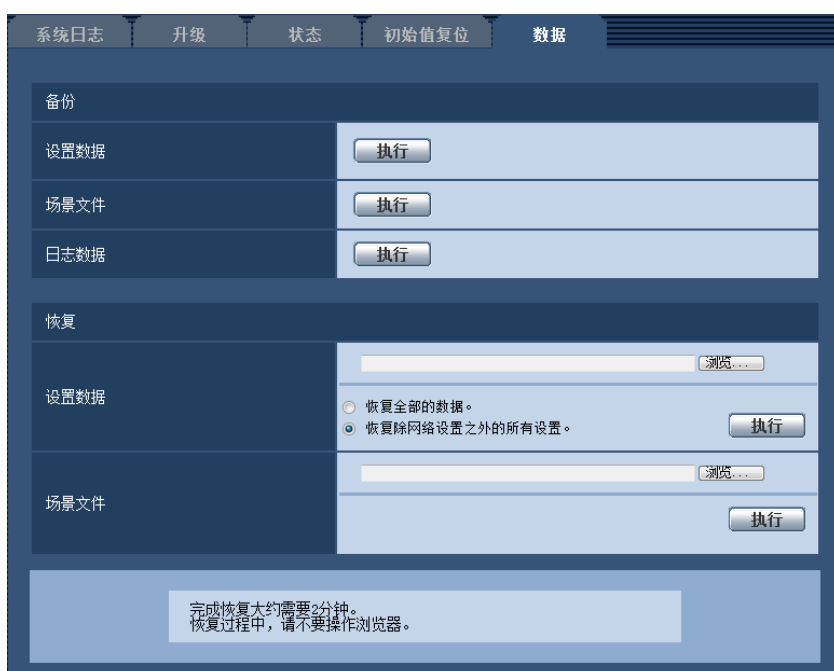 系统日志 升级 状态 初始值复位 数据
备份
设置数据 执行
场景文件 执行
日志数据 执行
恢复
浏览...
设置数据
恢复全部的数据。
恢复除网络设置之外的所有设置。
执行
浏览...
场景文件
执行
完成恢复大约需要2分钟。
恢复过程中，请不要操作浏览器。